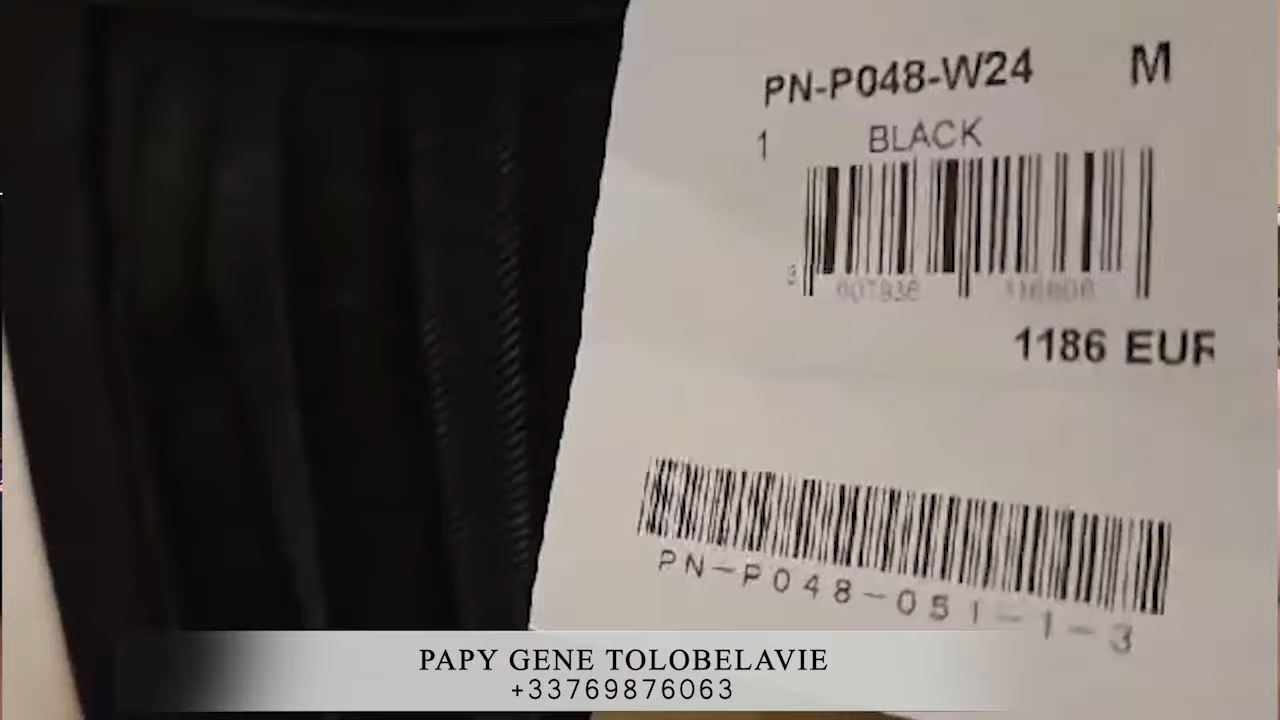 PN-P048-W24 M
1 BLACK
1186 EUR
PN-P048-051-1-3
PAPY GENE TOLOBELAVIE
+33769876063